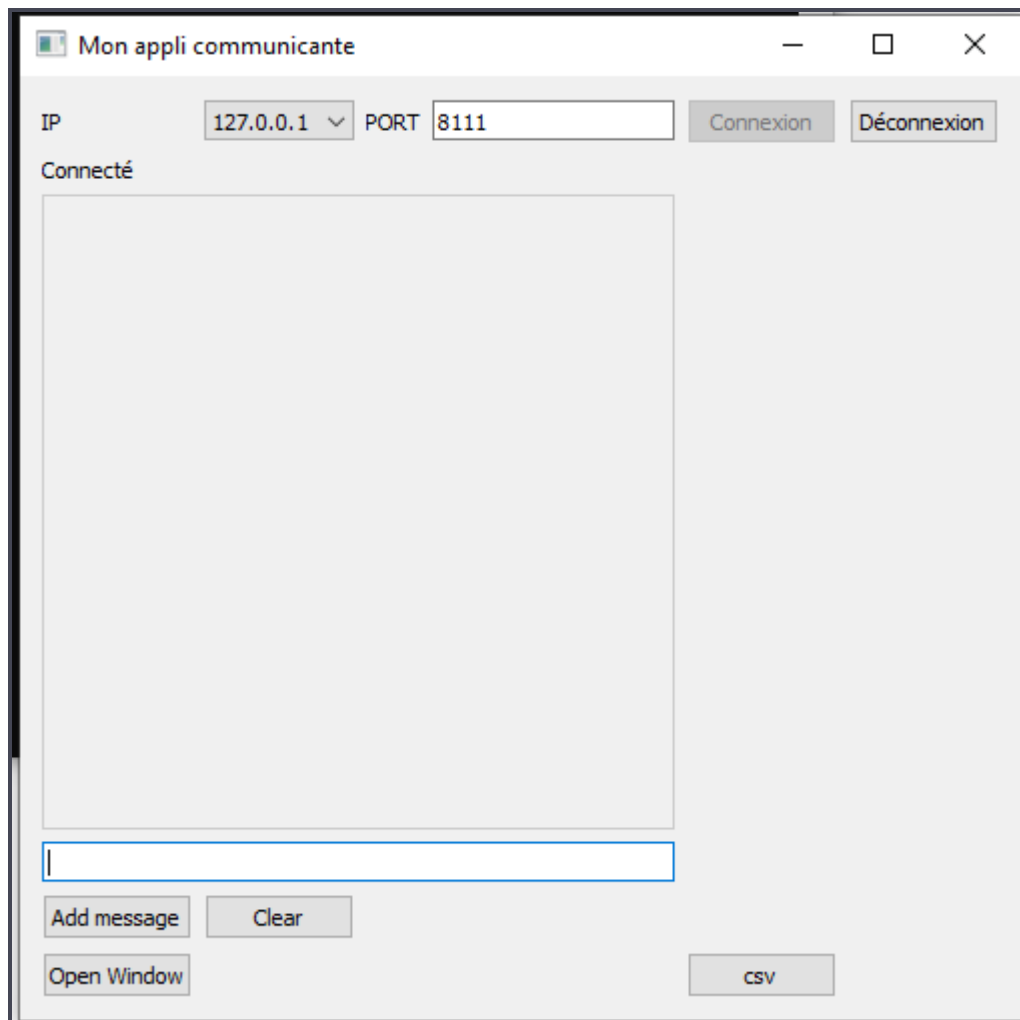 Mon appli communicante
IP 127.0.0.1 PORT 8111 Connexion Déconnexion
Connecté
Add message Clear
Open Window csv